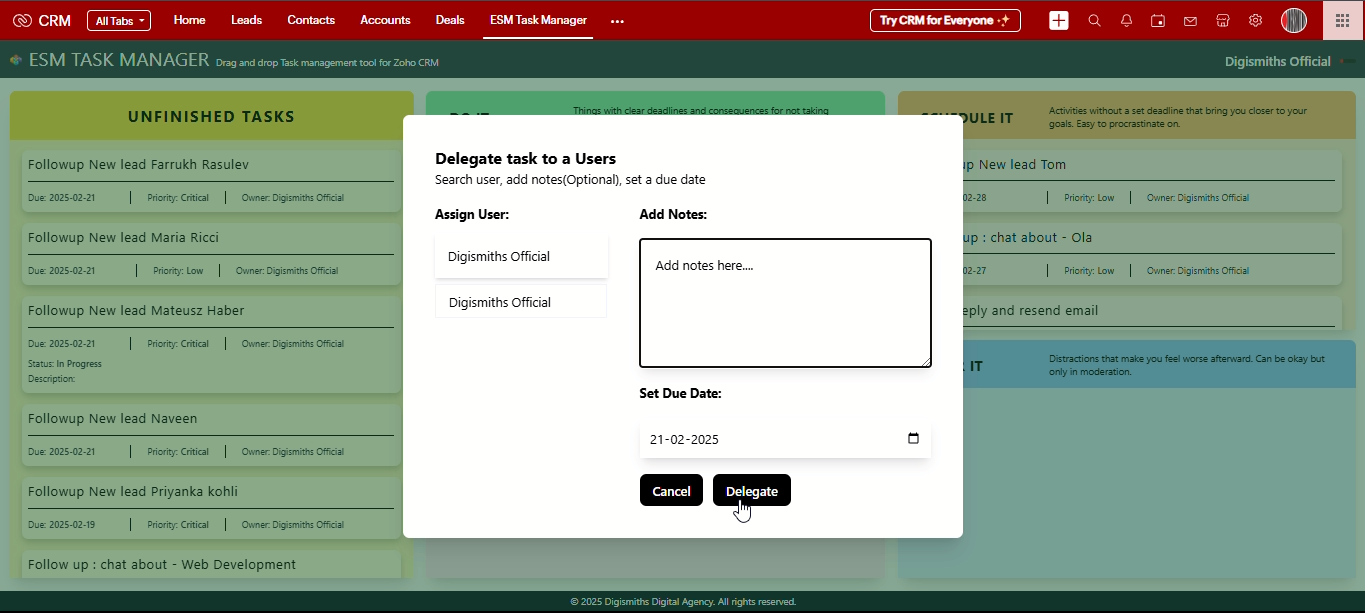 CRM All Tabs Home Leads Contacts Accounts Deals ESM Task Manager ... Try CRM for Everyone
ESM TASK MANAGER Drag and drop Task management tool for Zoho CRM Digismiths Official
UNFINISHED TASKS
Followup New lead Farrukh Rasulev
Due: 2025-02-21 Priority: Critical Owner: Digismiths Official
Followup New lead Maria Ricci
Due: 2025-02-21 Priority: Low Owner: Digismiths Official
Followup New lead Mateusz Haber
Due: 2025-02-21 Priority: Critical Owner: Digismiths Official
Status: In Progress
Description:
Followup New lead Naveen
Due: 2025-02-21 Priority: Critical Owner: Digismiths Official
Followup New lead Priyanka kohli
Due: 2025-02-19 Priority: Critical Owner: Digismiths Official
Follow up : chat about - Web Development
Things with clear deadlines and consequences for not taking
Delegate task to a Users
Search user, add notes(Optional), set a due date
Assign User:
Digismiths Official
Digismiths Official
Add Notes:
Add notes here....
Set Due Date:
21-02-2025
Cancel Delegate
IT
Activities without a set deadline that bring you closer to your
goals. Easy to procrastinate on.
up New lead Tom
02-28 Priority: Low Owner: Digismiths Official
up : chat about - Ola
02-27 Priority: Low Owner: Digismiths Official
eply and resend email
IT
Distractions that make you feel worse afterward. Can be okay but
only in moderation.
© 2025 Digismiths Digital Agency. All rights reserved.